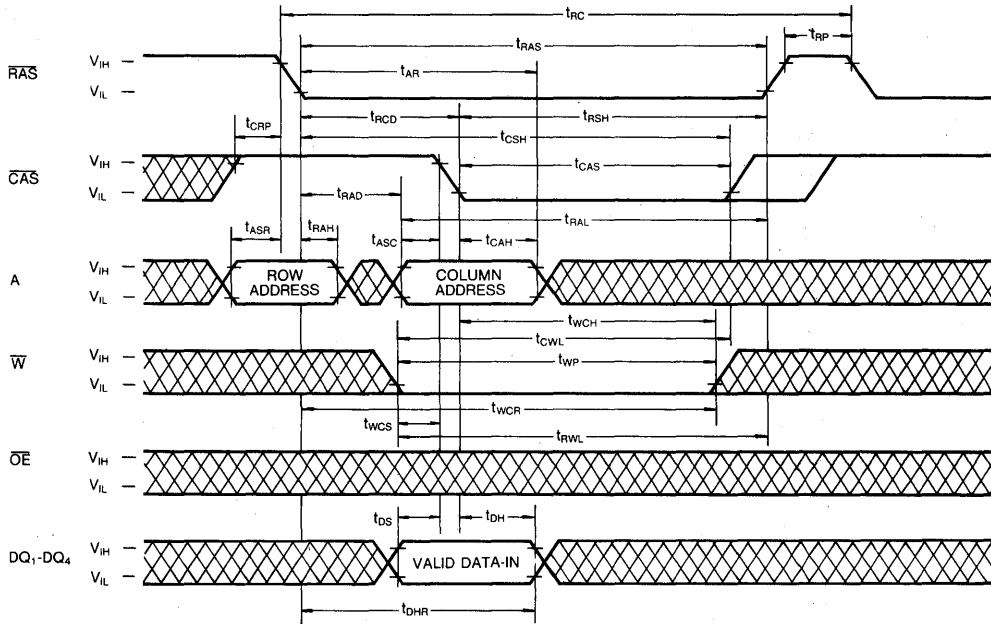 tRC
tRAS
tRP
tAR
RAS
VIH
VIL
tCRP
tRCD
tRSH
tCSH
CAS
VIH
VIL
tCAS
tRAD
tRAL
tASR
tRAH
tASC
tCAH
A
VIH
VIL
ROW ADDRESS
COLUMN ADDRESS
tWCH
tCWL
W
VIH
VIL
tWP
tWCR
tWCS
tRWL
OE
VIH
VIL
tDS
tDH
DQ1-DQ4
VIH
VIL
VALID DATA-IN
tDHR